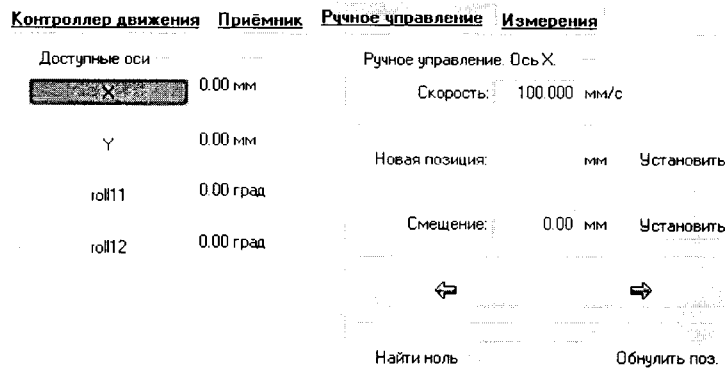 Контроллер движения Приёмник Ручное управление Измерения
Доступные оси
X 0.00 мм
Y 0.00 мм
roll11 0.00 град
roll12 0.00 град
Ручное управление. Ось X.
Скорость: 100.000 мм/с
Новая позиция: мм Установить
Смещение: 0.00 мм Установить
Найти ноль Обнулить поз.